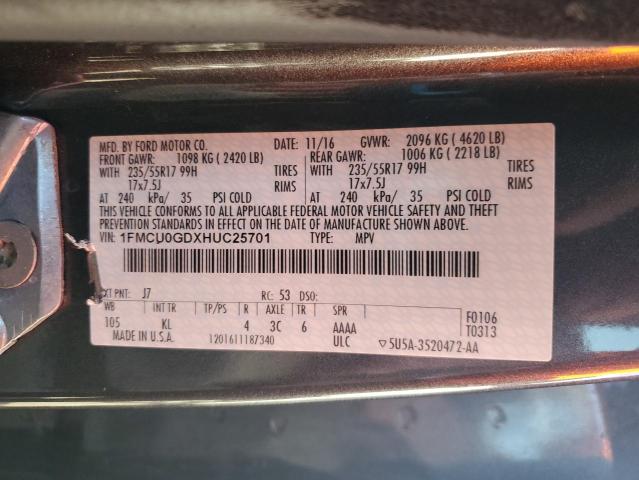 MFD. BY FORD MOTOR CO. DATE: 11/16 GVWR: 2096 KG ( 4620 LB)
FRONT GAWR: 1098 KG ( 2420 LB) REAR GAWR: 1006 KG ( 2218 LB)
WITH 235/55R17 99H TIRES WITH 235/55R17 99H TIRES
17x7.5J RIMS 17x7.5J RIMS
AT 240 kPa/ 35 PSI COLD AT 240 kPa/ 35 PSI COLD
THIS VEHICLE CONFORMS TO ALL APPLICABLE FEDERAL MOTOR VEHICLE SAFETY AND THEFT
PREVENTION STANDARDS IN EFFECT ON THE DATE OF MANUFACTURE SHOWN ABOVE.
VIN: 1FMCU0GDXHUC25701 TYPE: MPV
XT PNT: J7 RC: 53 DSO:
WB INT TR TP/PS R AXLE TR SPR F0106
105 KL 4 3C 6 AAAA T0313
MADE IN U.S.A. 1201611187340 ULC ▽5U5A-3520472-AA